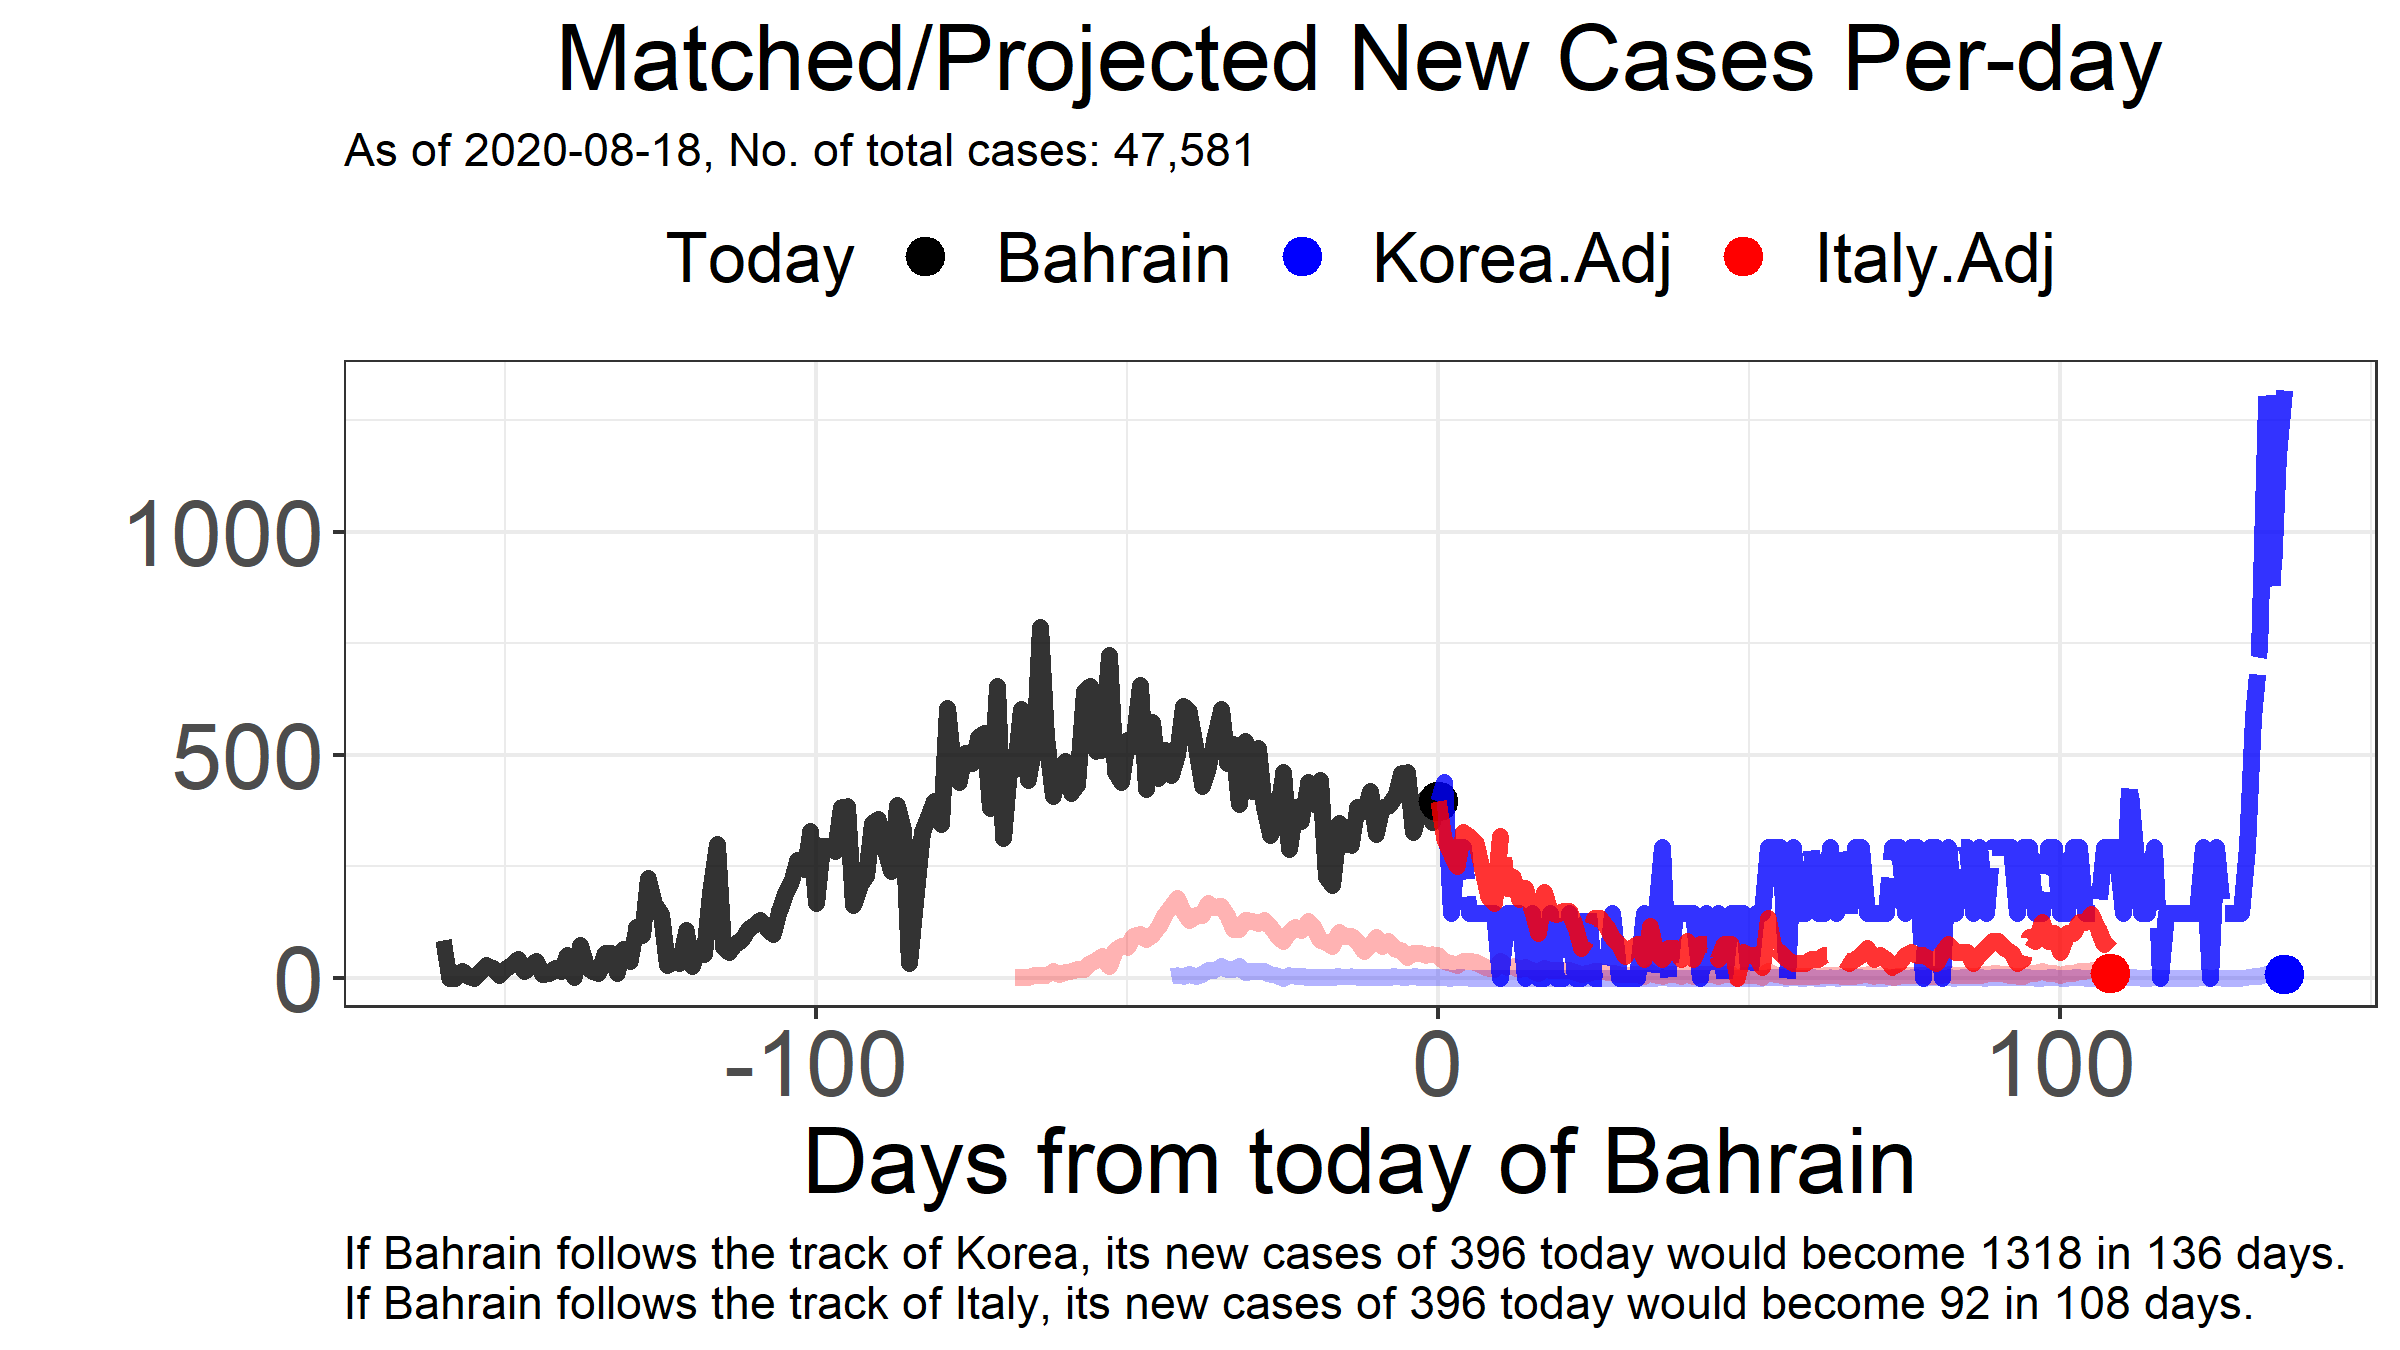 Matched/Projected New Cases Per-day
As of 2020-08-18, No. of total cases: 47,581
Today Bahrain Korea.Adj Italy.Adj
1000
500
0
-100 0 100
Days from today of Bahrain
If Bahrain follows the track of Korea, its new cases of 396 today would become 1318 in 136 days.
If Bahrain follows the track of Italy, its new cases of 396 today would become 92 in 108 days.